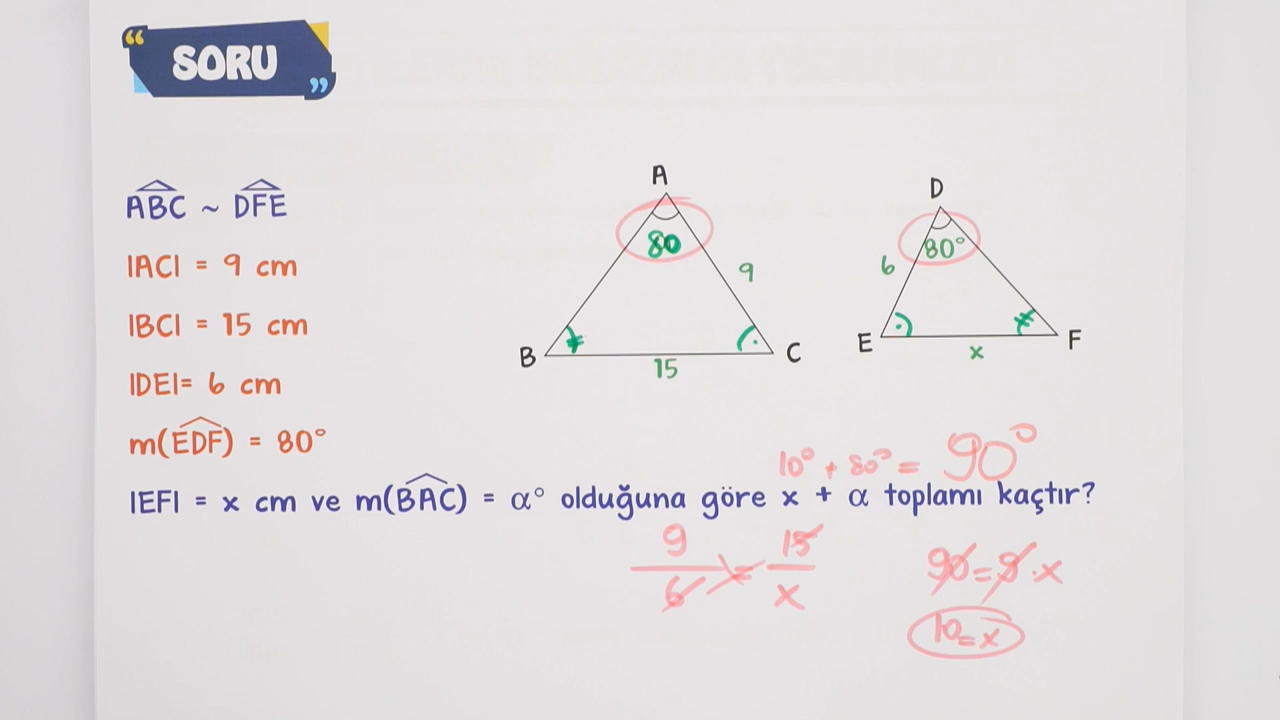 “ SORU ”
ABC ~ DFE
|AC| = 9 cm
|BC| = 15 cm
|DE| = 6 cm
m(EDF) = 80°
|EF| = x cm ve m(BAC) = α° olduğuna göre x + α toplamı kaçtır?
A
80
9
B
15
C
D
80°
6
E
x
F
10° + 80° = 90°
9/6 = 15/x
90 = 9·x
10 = x